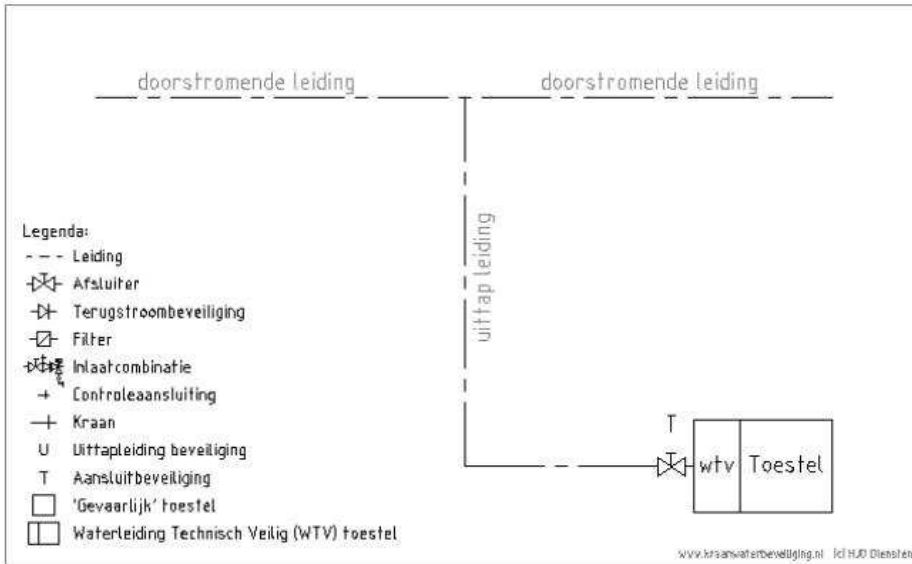 doorstromende leiding
doorstromende leiding
uittap leiding
Legenda:
Leiding
Afsluiter
Terugstroombeveiliging
Filter
Inlaatcombinatie
Controleaansluiting
Kraan
U Uittapleiding beveiliging
T Aansluitbeveiliging
'Gevaarlijk' toestel
Waterleiding Technisch Veilig (WTV) toestel
T
wtv Toestel
www.kraanwaterbeveiliging.nl (c) HJD Diensten